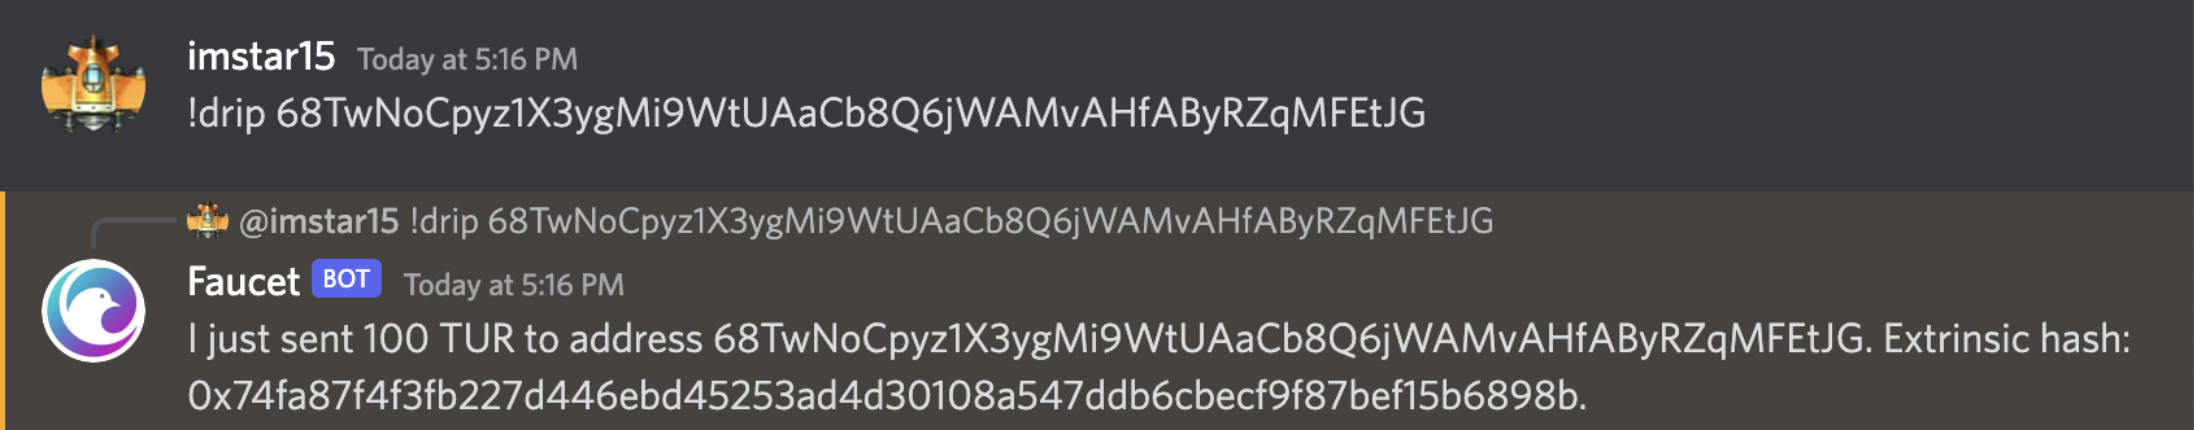 imstar15 Today at 5:16 PM
!drip 68TwNoCpyz1X3ygMi9WtUAaCb8Q6jWAMvAHfAByRZqMFEtJG
@imstar15 !drip 68TwNoCpyz1X3ygMi9WtUAaCb8Q6jWAMvAHfAByRZqMFEtJG
Faucet BOT Today at 5:16 PM
I just sent 100 TUR to address 68TwNoCpyz1X3ygMi9WtUAaCb8Q6jWAMvAHfAByRZqMFEtJG. Extrinsic hash:
0x74fa87f4f3fb227d446ebd45253ad4d30108a547ddb6cbecf9f87bef15b6898b.